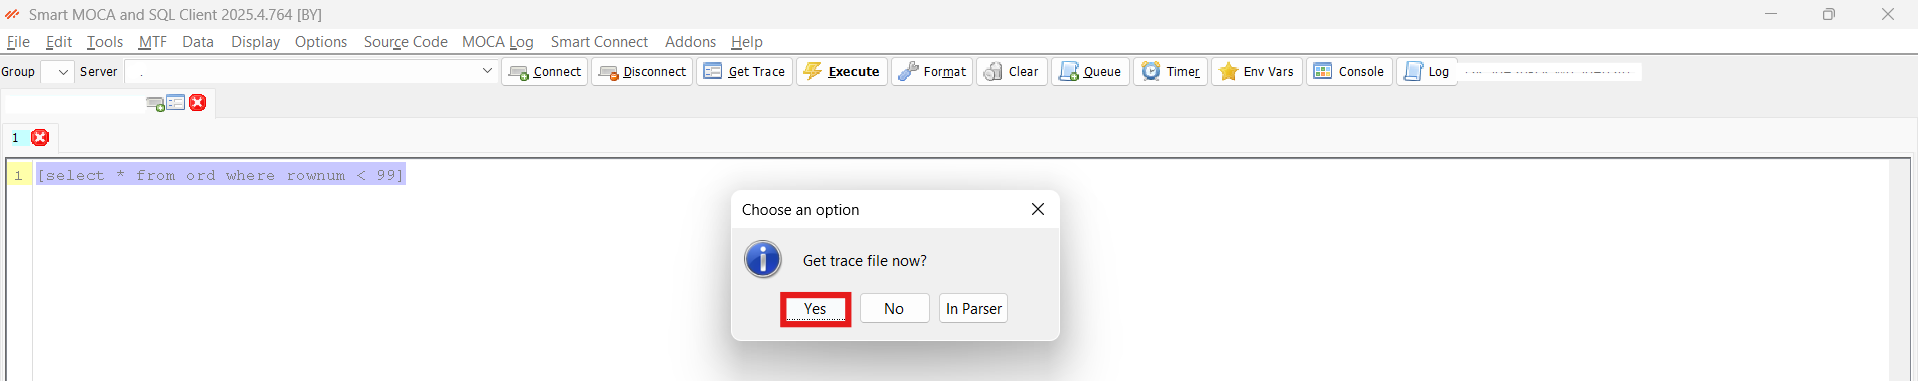 Smart MOCA and SQL Client 2025.4.764 [BY]
File Edit Tools MTF Data Display Options Source Code MOCA Log Smart Connect Addons Help
Group Server Connect Disconnect Get Trace Execute Format Clear Queue Timer Env Vars Console Log
1
1 [select * from ord where rownum < 99]
Choose an option
Get trace file now?
Yes No In Parser